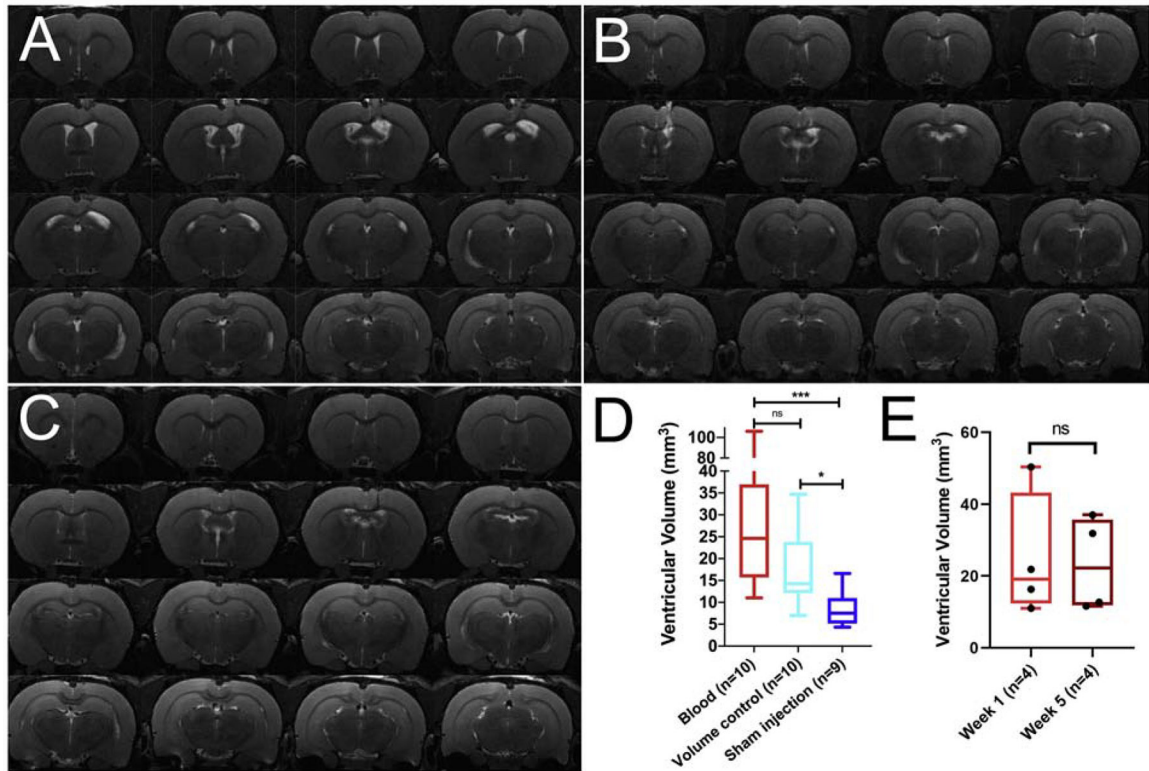 A
B
C
D
Ventricular Volume (mm³)
100
80
40
35
30
25
20
15
10
5
0
***
ns
*
Blood (n=10)
Volume control (n=10)
Sham injection (n=9)
E
Ventricular Volume (mm³)
60
40
20
0
ns
Week 1 (n=4)
Week 5 (n=4)